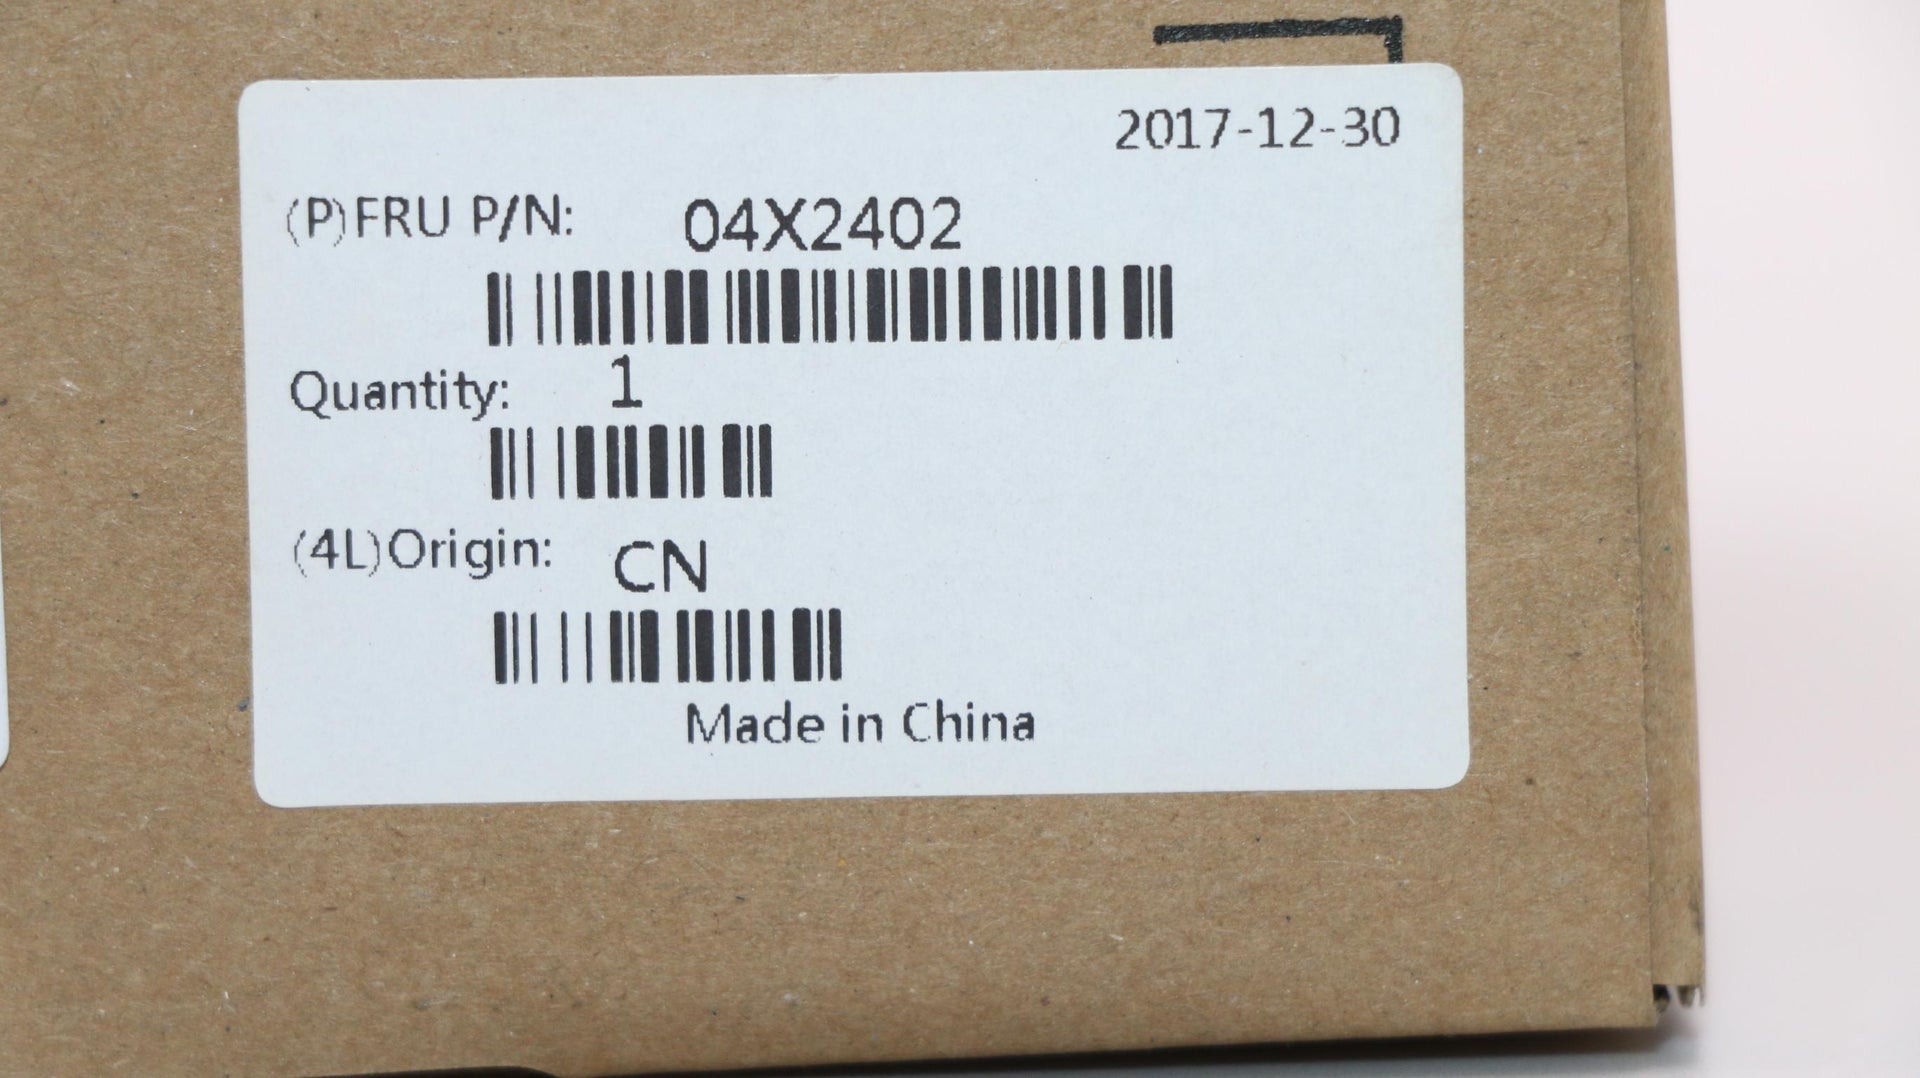 2017-12-30
(P)FRU P/N: 04X2402
Quantity: 1
(4L)Origin: CN
Made in China